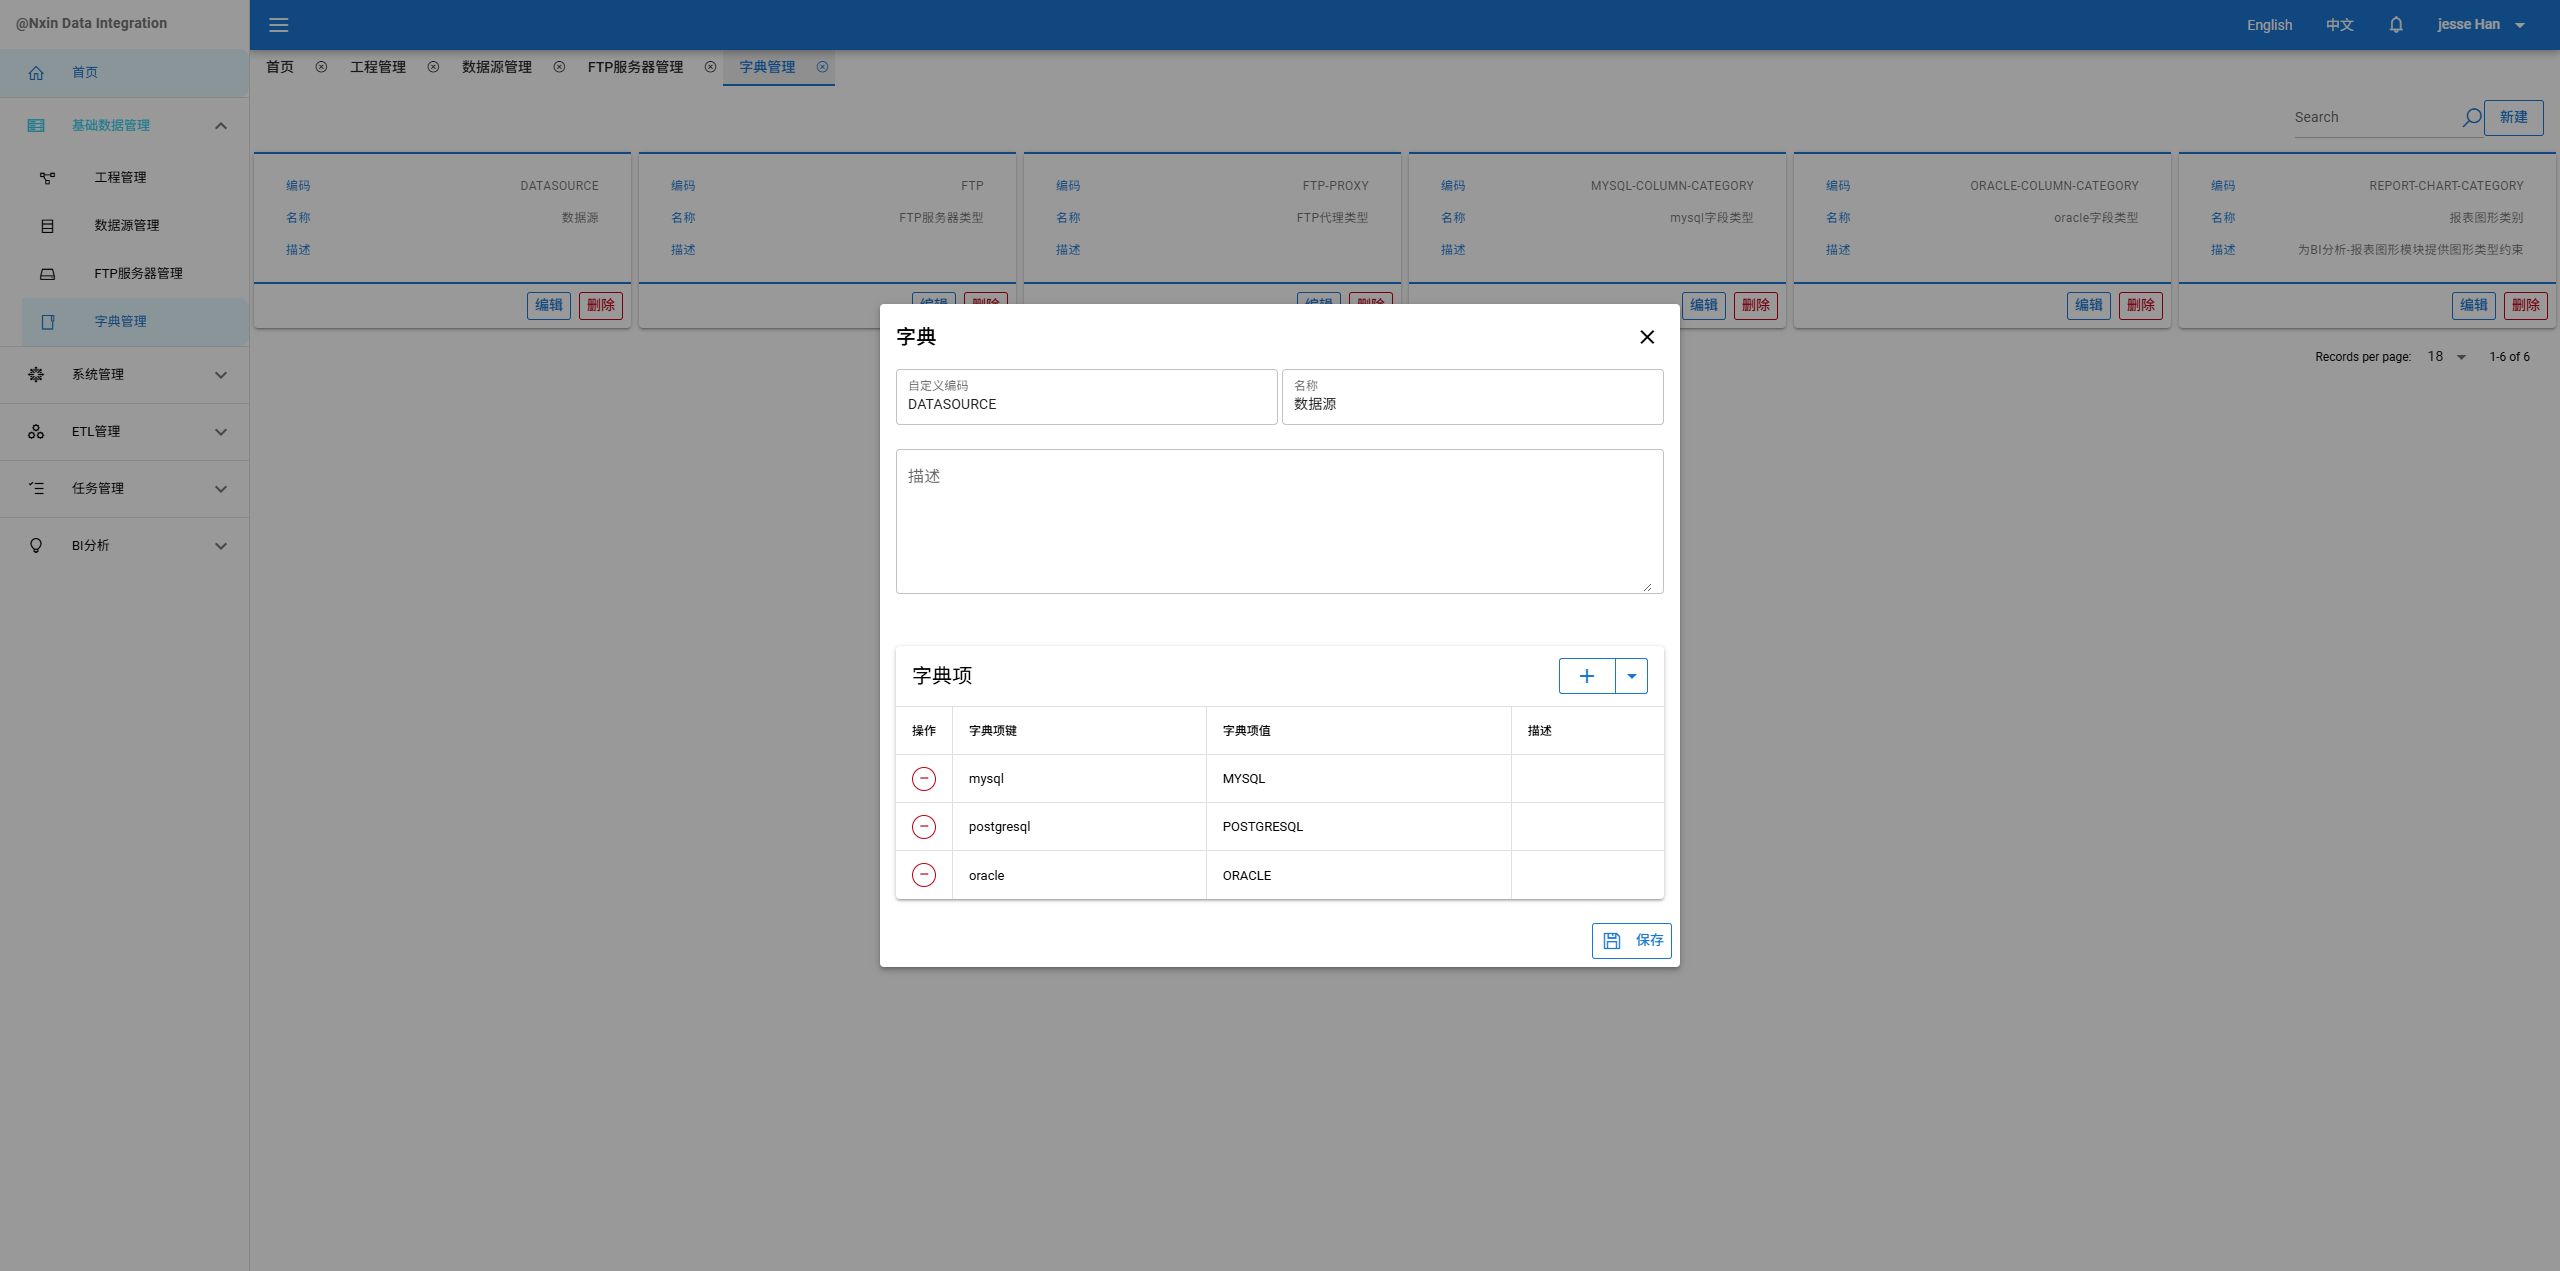 @Nxin Data Integration
English 中文 jesse Han
首页
基础数据管理
工程管理
数据源管理
FTP服务器管理
字典管理
系统管理
ETL管理
任务管理
BI分析
首页 工程管理 数据源管理 FTP服务器管理 字典管理
Search 新建
编码 DATASOURCE
名称 数据源
描述
编辑 删除
编码 FTP
名称 FTP服务器类型
描述
编辑 删除
编码 FTP-PROXY
名称 FTP代理类型
描述
编辑 删除
编码 MYSQL-COLUMN-CATEGORY
名称 mysql字段类型
描述
编辑 删除
编码 ORACLE-COLUMN-CATEGORY
名称 oracle字段类型
描述
编辑 删除
编码 REPORT-CHART-CATEGORY
名称 报表图形类别
描述 为BI分析-报表图形模块提供图形类型约束
编辑 删除
Records per page: 18 1-6 of 6
字典
自定义编码
DATASOURCE
名称
数据源
描述
字典项
操作 字典项键 字典项值 描述
mysql MYSQL
postgresql POSTGRESQL
oracle ORACLE
保存